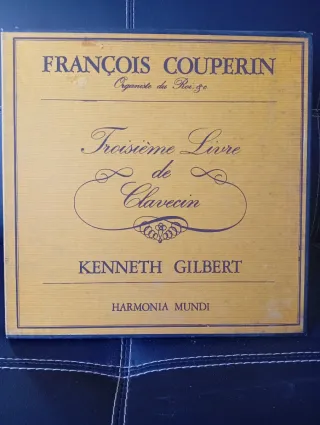 FRANÇOIS COUPERIN
Organiste du Roi, &c
Troisième Livre
de
Clavecin
KENNETH GILBERT
HARMONIA MUNDI